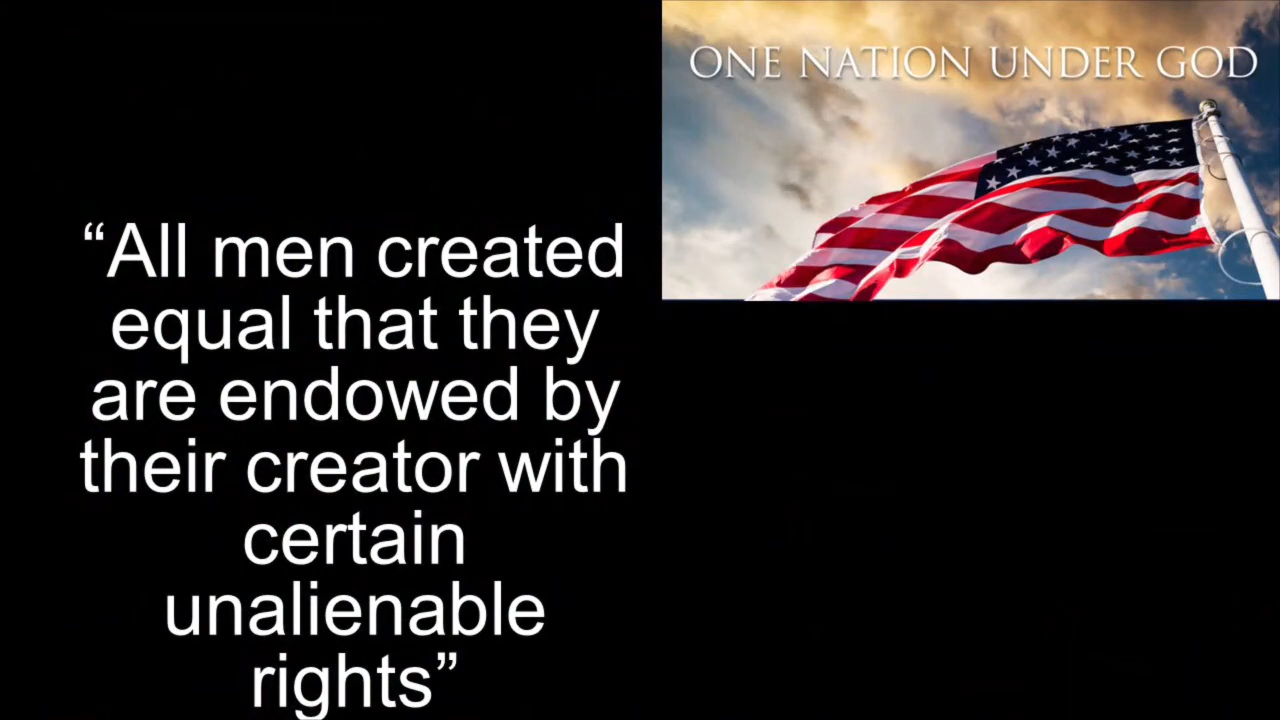 ONE NATION UNDER GOD
“All men created
equal that they
are endowed by
their creator with
certain
unalienable
rights”